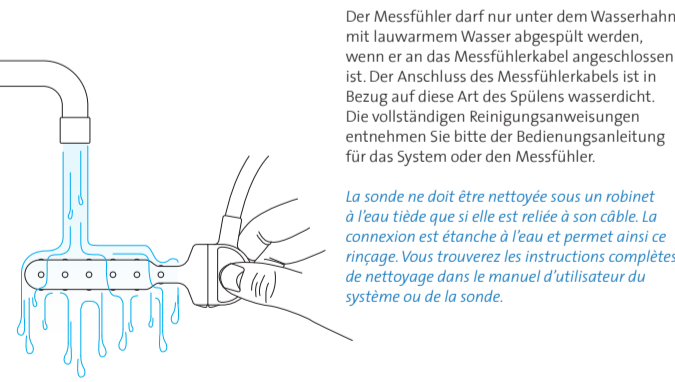 Der Messfühler darf nur unter dem Wasserhahn
mit lauwarmem Wasser abgespült werden,
wenn er an das Messfühlerkabel angeschlossen
ist. Der Anschluss des Messfühlerkabels ist in
Bezug auf diese Art des Spülens wasserdicht.
Die vollständigen Reinigungsanweisungen
entnehmen Sie bitte der Bedienungsanleitung
für das System oder den Messfühler.
La sonde ne doit être nettoyée sous un robinet
à l'eau tiède que si elle est reliée à son câble. La
connexion est étanche à l'eau et permet ainsi ce
rinçage. Vous trouverez les instructions complètes
de nettoyage dans le manuel d'utilisateur du
système ou de la sonde.